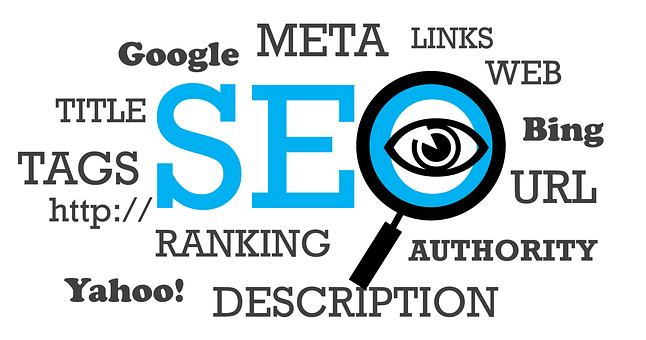 META
LINKS
Google
WEB
TITLE
SEO
Bing
TAGS
URL
http://
RANKING
AUTHORITY
Yahoo!
DESCRIPTION